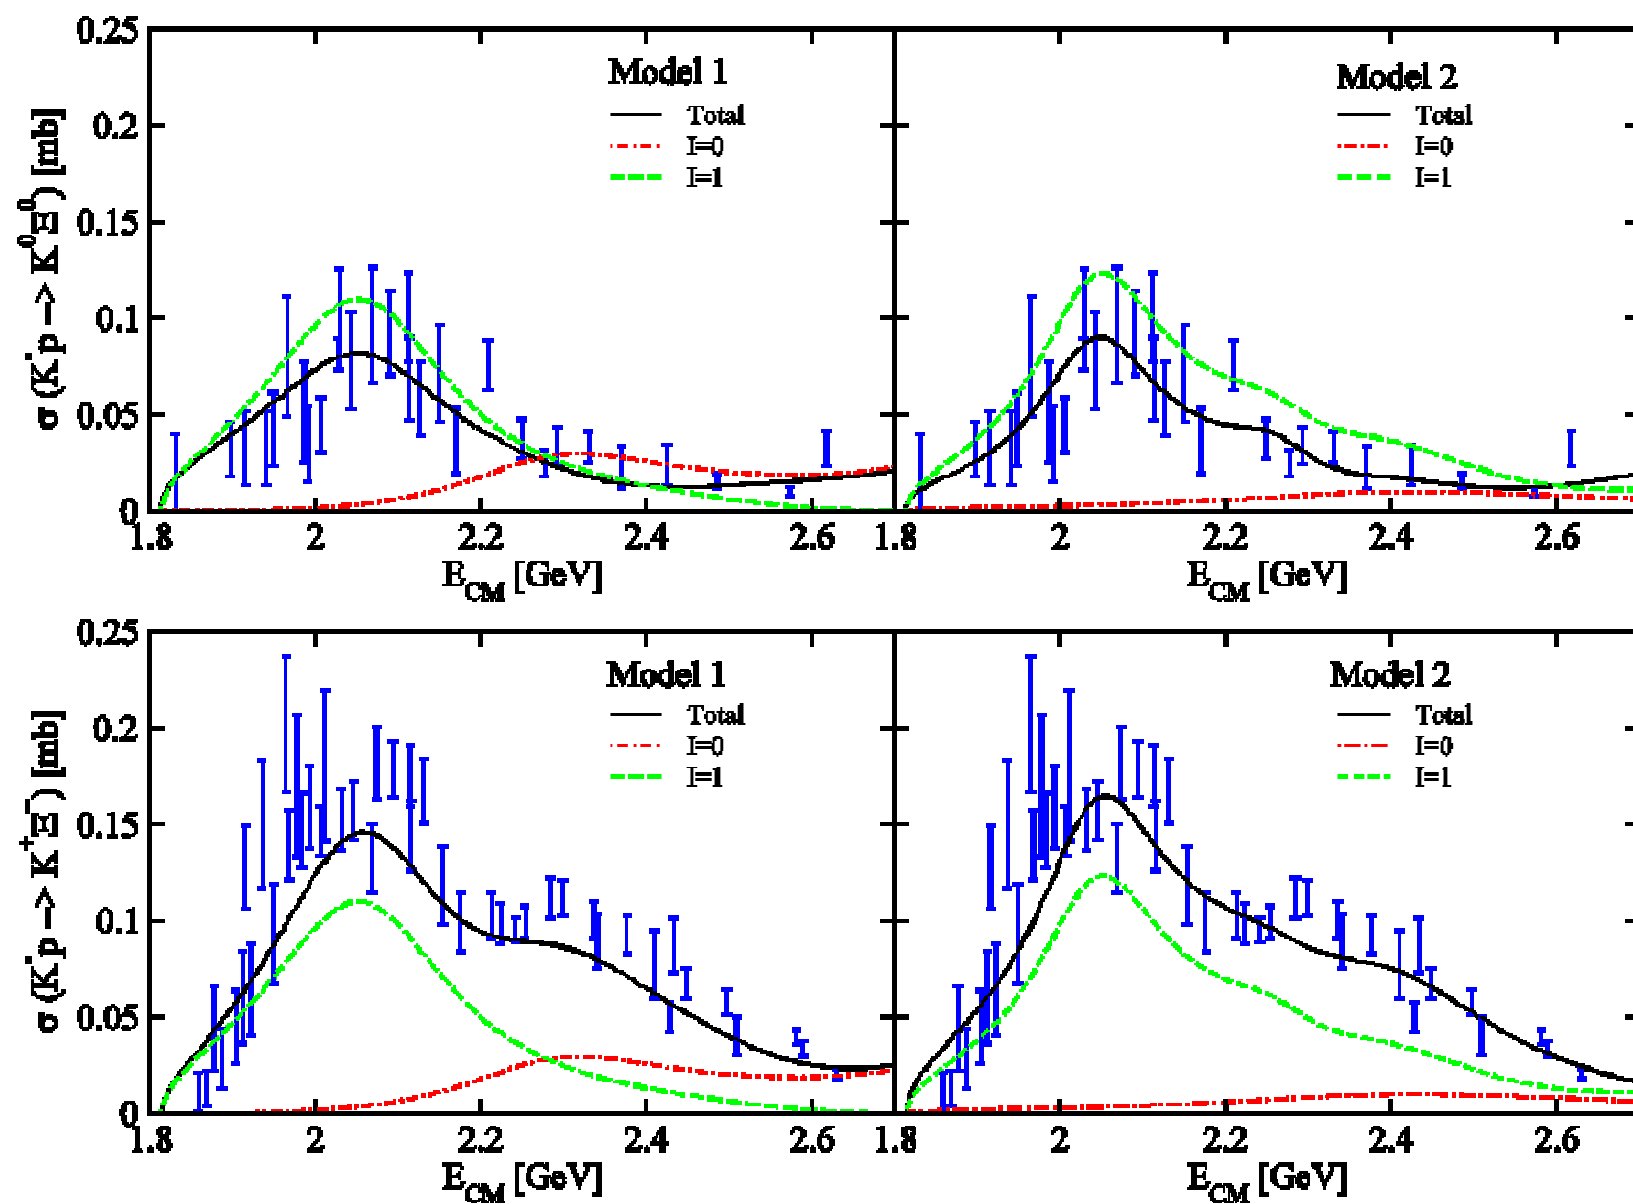 0.25
0.2
0.15
0.1
0.05
0
σ (K⁻p --> K⁰Ξ⁰) [mb]
Model 1
Total
I=0
I=1
Model 2
Total
I=0
I=1
1.8 2 2.2 2.4 2.6 1.8 2 2.2 2.4 2.6
E_CM [GeV] E_CM [GeV]
0.25
0.2
0.15
0.1
0.05
0
σ (K⁻p --> K⁺Ξ⁻) [mb]
Model 1
Total
I=0
I=1
Model 2
Total
I=0
I=1
1.8 2 2.2 2.4 2.6 1.8 2 2.2 2.4 2.6
E_CM [GeV] E_CM [GeV]